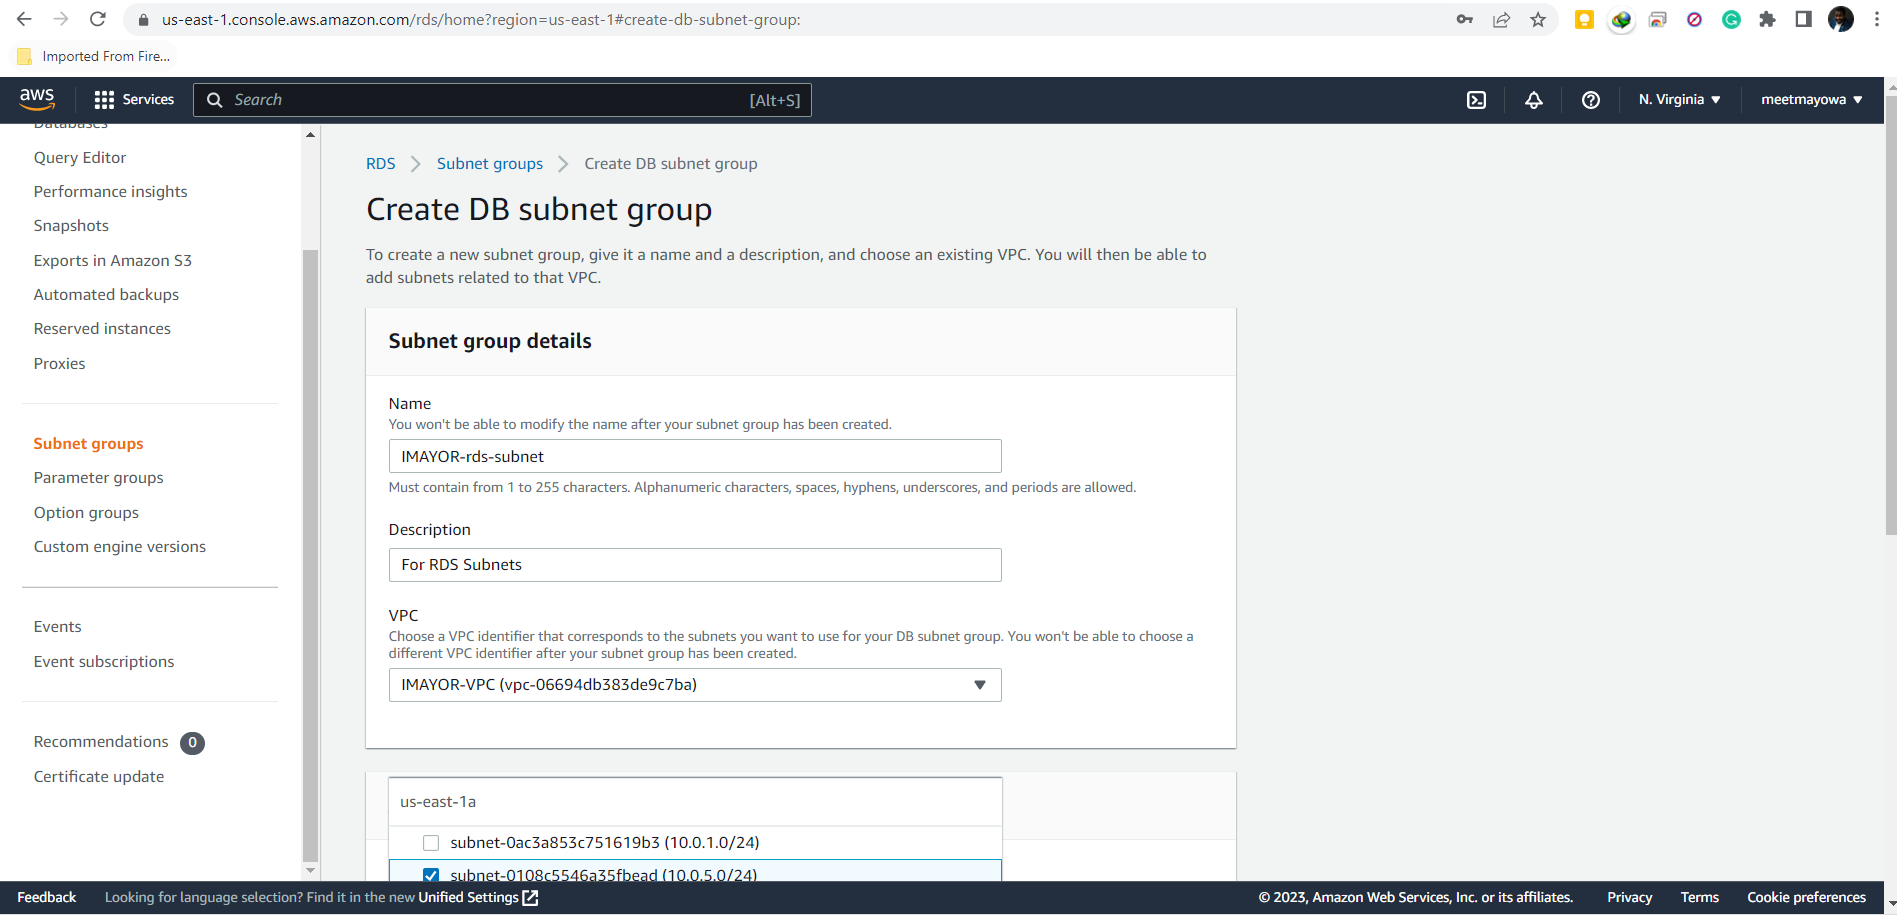 us-east-1.console.aws.amazon.com/rds/home?region=us-east-1#create-db-subnet-group:
Imported From Fire...
aws
Services
Search
[Alt+S]
N. Virginia
meetmayowa
Databases
Query Editor
Performance insights
Snapshots
Exports in Amazon S3
Automated backups
Reserved instances
Proxies
Subnet groups
Parameter groups
Option groups
Custom engine versions
Events
Event subscriptions
Recommendations 0
Certificate update
RDS > Subnet groups > Create DB subnet group
Create DB subnet group
To create a new subnet group, give it a name and a description, and choose an existing VPC. You will then be able to
add subnets related to that VPC.
Subnet group details
Name
You won't be able to modify the name after your subnet group has been created.
IMAYOR-rds-subnet
Must contain from 1 to 255 characters. Alphanumeric characters, spaces, hyphens, underscores, and periods are allowed.
Description
For RDS Subnets
VPC
Choose a VPC identifier that corresponds to the subnets you want to use for your DB subnet group. You won't be able to choose a
different VPC identifier after your subnet group has been created.
IMAYOR-VPC (vpc-06694db383de9c7ba)
us-east-1a
subnet-0ac3a853c751619b3 (10.0.1.0/24)
subnet-0108c5546a35fbead (10.0.5.0/24)
Feedback
Looking for language selection? Find it in the new Unified Settings
© 2023, Amazon Web Services, Inc. or its affiliates.
Privacy
Terms
Cookie preferences